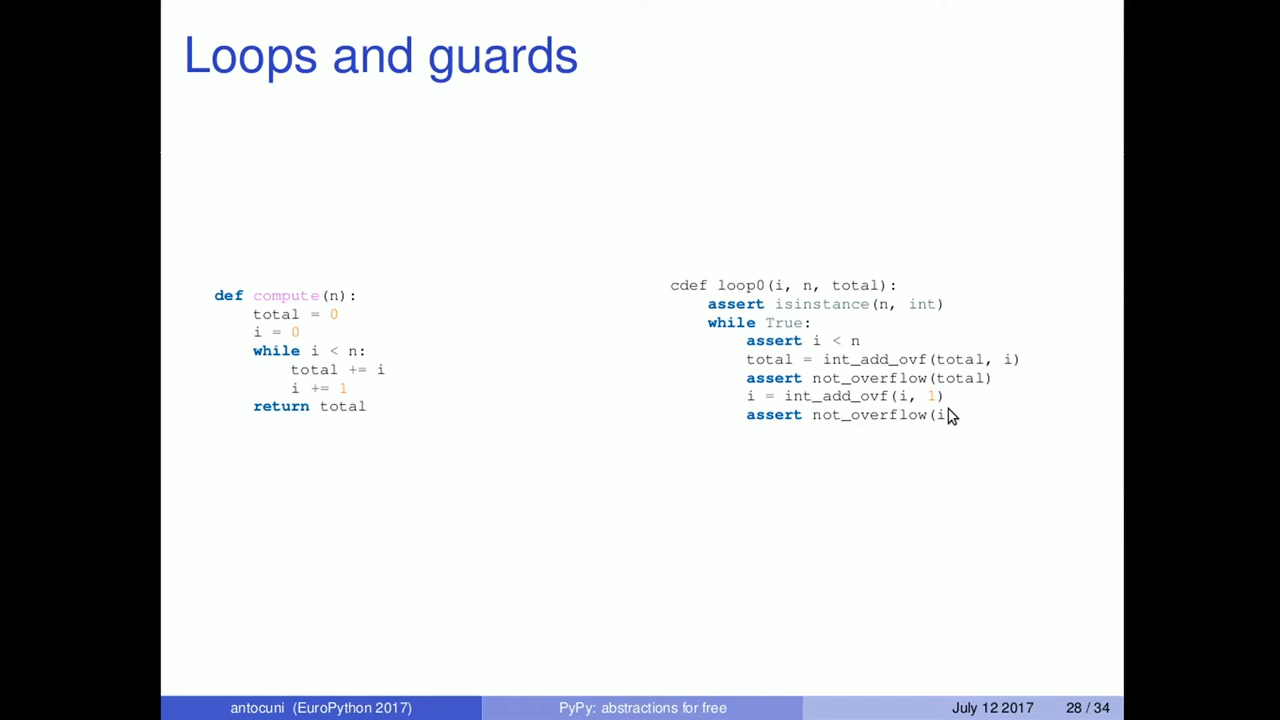 Loops and guards
def compute(n):
total = 0
i = 0
while i < n:
total += i
i += 1
return total
cdef loop0(i, n, total):
assert isinstance(n, int)
while True:
assert i < n
total = int_add_ovf(total, i)
assert not_overflow(total)
i = int_add_ovf(i, 1)
assert not_overflow(i
antocuni (EuroPython 2017)
PyPy: abstractions for free
July 12 2017
28 / 34